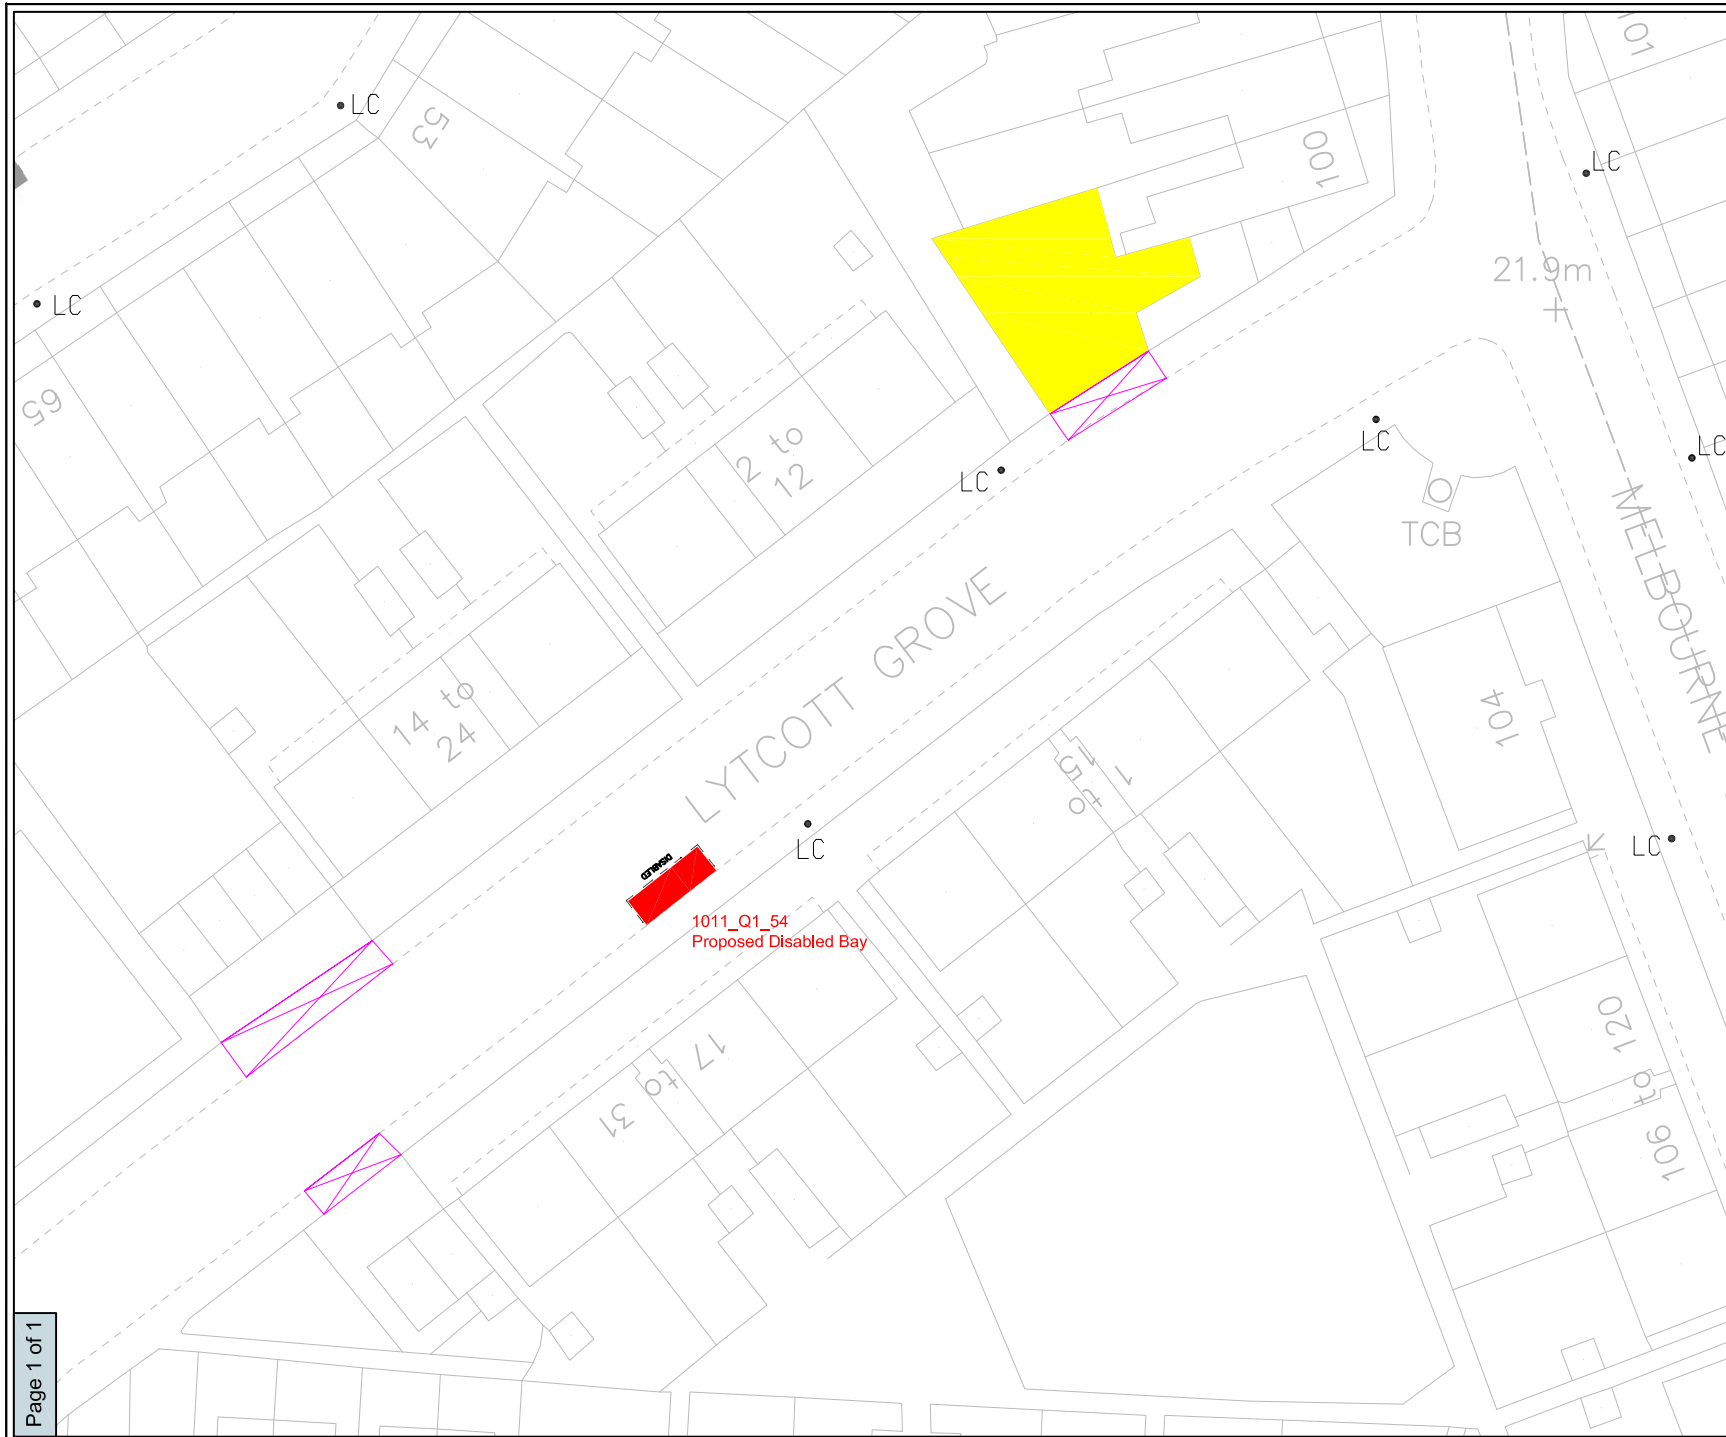 101
LC
53
100
LC
21.9m
LC
65
2 to
12
LC
LC
LC
TCB
MELBOURNE
LYTCOTT GROVE
14 to
24
104
1 to
15
LC
LC
DISABLED
1011_Q1_54
Proposed Disabled Bay
17 to
31
106 to 120
Page 1 of 1